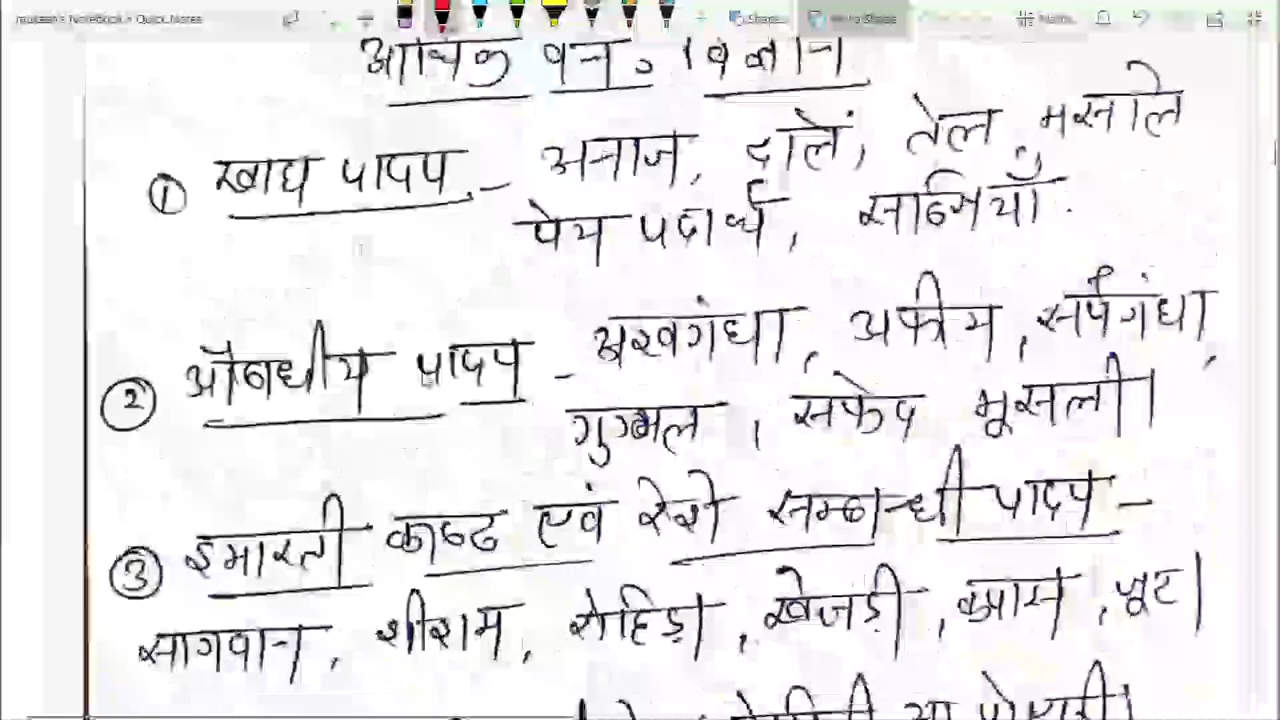 आर्थिक वन. विज्ञान
① खाद्य पादप - अनाज, दालें, तेल, मसाले
पेय पदार्थ, सब्जियाँ.
② औषधीय पादप - अश्वगंधा, अफीम, सर्पगंधा,
गुग्गल, सफेद मूसली।
③ इमारती काष्ठ एवं रेशे सम्बन्धी पादप -
सागवान, शीशम, रोहिड़ा, खेजड़ी, कपास, जूट।